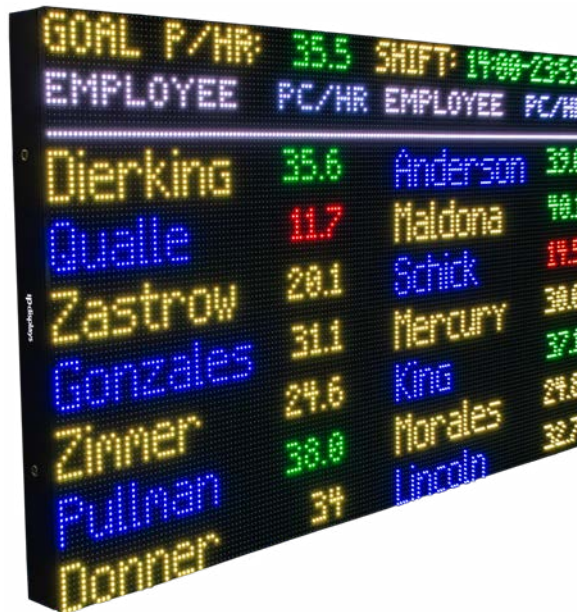 GOAL P/HR: 35.5 SHIFT:
EMPLOYEE PC/HR EMPLOYEE
Dierking 35.6 Anderson
Qualle 11.7 Maldona
Zastrow 20.1 Schick
Gonzales 31.1 Mercury
Zimmer 24.6 King
Pullman 38.0 Morales
Donner 34 Lincoln